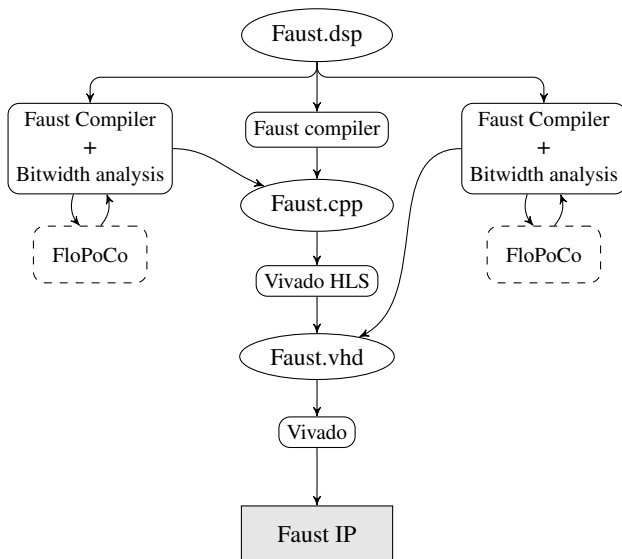 Faust.dsp
Faust Compiler
+
Bitwidth analysis
Faust compiler
Faust Compiler
+
Bitwidth analysis
Faust.cpp
FloPoCo
FloPoCo
Vivado HLS
Faust.vhd
Vivado
Faust IP